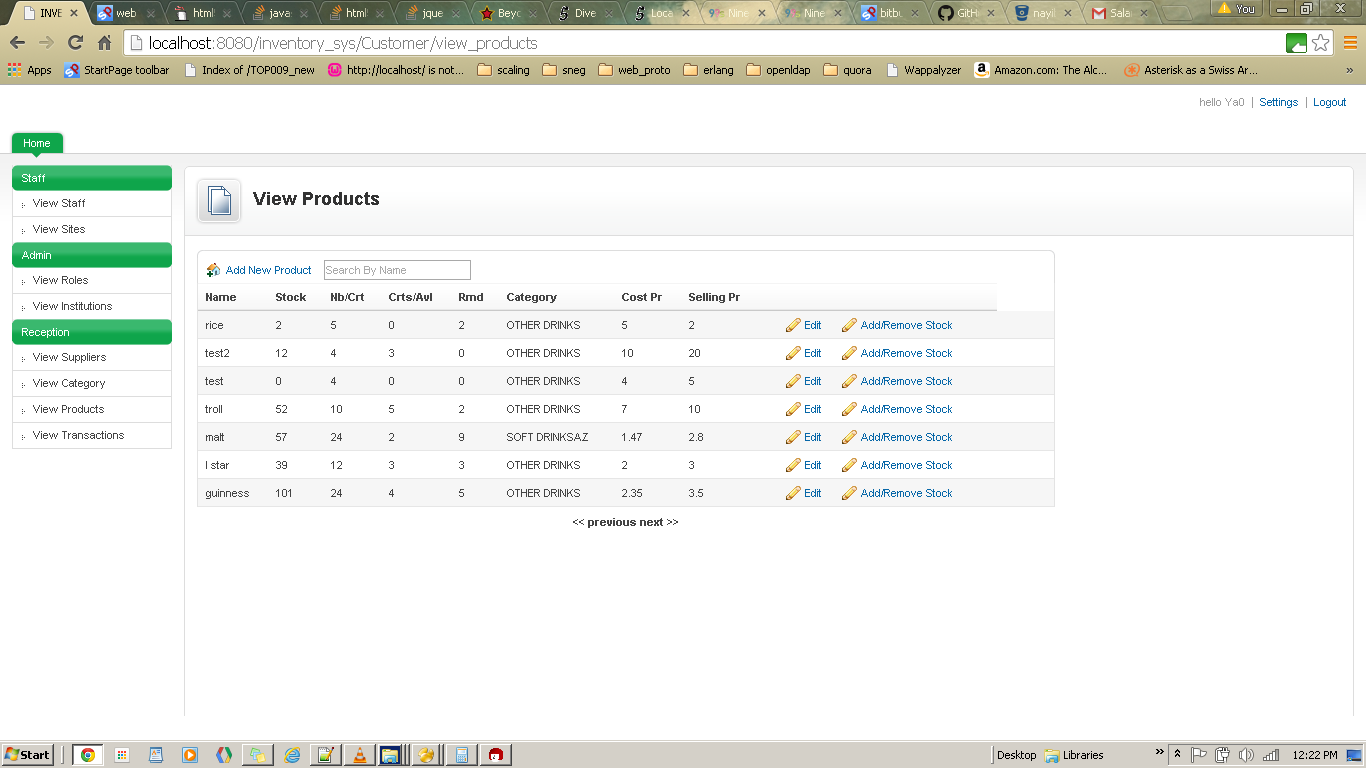 INVE web html java html jque Beyo Dive Loca Nine Nine bitbu GitH nayil Sala You
localhost:8080/inventory_sys/Customer/view_products
Apps StartPage toolbar Index of /TOP009_new http://localhost/ is not... scaling sneg web_proto erlang openldap quora Wappalyzer Amazon.com: The Alc... Asterisk as a Swiss Ar... »
hello Ya0 | Settings | Logout
Home
Staff
View Staff
View Sites
Admin
View Roles
View Institutions
Reception
View Suppliers
View Category
View Products
View Transactions
View Products
Add New Product Search By Name
Name Stock Nb/Crt Crts/Avl Rmd Category Cost Pr Selling Pr
rice 2 5 0 2 OTHER DRINKS 5 2 Edit Add/Remove Stock
test2 12 4 3 0 OTHER DRINKS 10 20 Edit Add/Remove Stock
test 0 4 0 0 OTHER DRINKS 4 5 Edit Add/Remove Stock
troll 52 10 5 2 OTHER DRINKS 7 10 Edit Add/Remove Stock
malt 57 24 2 9 SOFT DRINKSAZ 1.47 2.8 Edit Add/Remove Stock
l star 39 12 3 3 OTHER DRINKS 2 3 Edit Add/Remove Stock
guinness 101 24 4 5 OTHER DRINKS 2.35 3.5 Edit Add/Remove Stock
<< previous next >>
Start Desktop Libraries » 12:22 PM